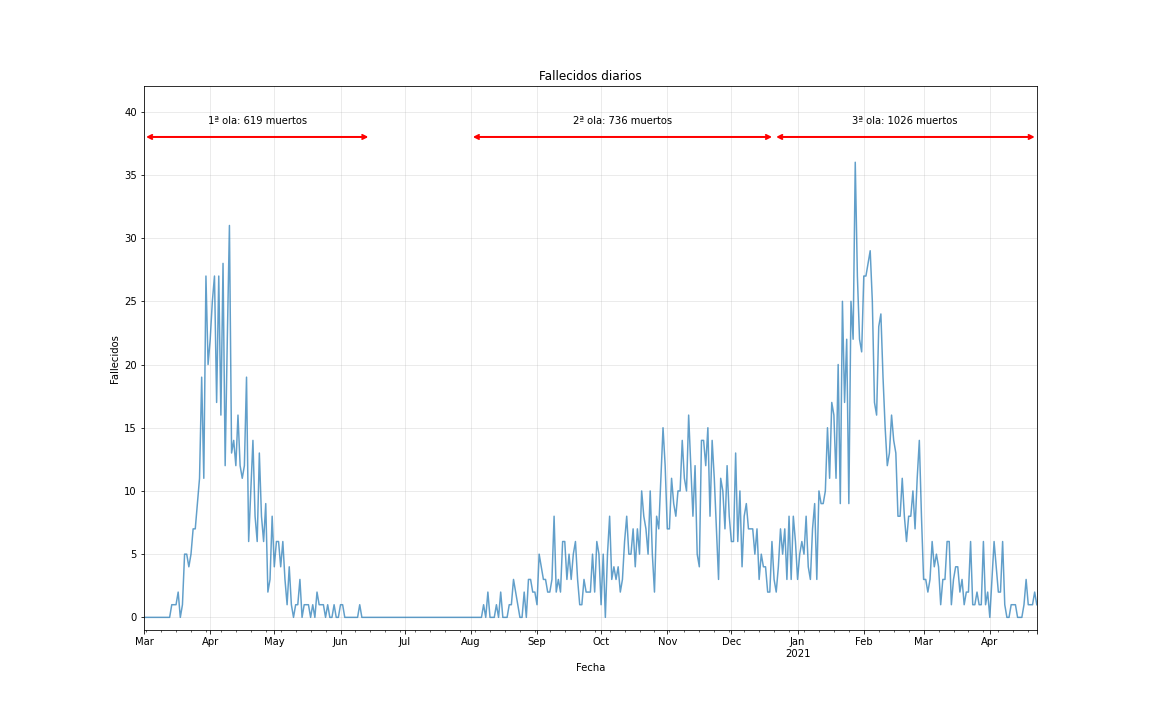 Fallecidos diarios
1ª ola: 619 muertos
2ª ola: 736 muertos
3ª ola: 1026 muertos
40
35
30
25
20
15
10
5
0
Fallecidos
Mar
Apr
May
Jun
Jul
Aug
Sep
Oct
Nov
Dec
Jan
2021
Feb
Mar
Apr
Fecha